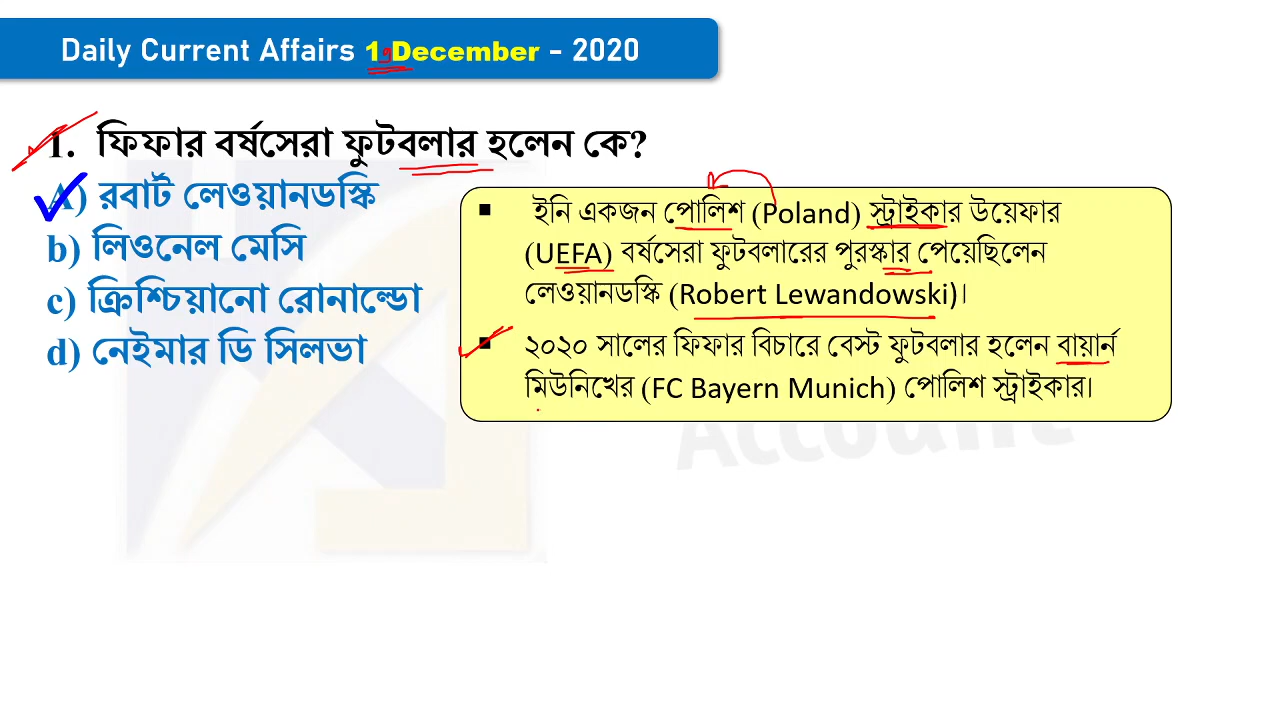 Daily Current Affairs 19 December - 2020
1. ফিফার বর্ষসেরা ফুটবলার হলেন কে?
A) রবার্ট লেওয়ানডস্কি
b) লিওনেল মেসি
c) ক্রিশ্চিয়ানো রোনাল্ডো
d) নেইমার ডি সিলভা
▪ ইনি একজন পোলিশ (Poland) স্ট্রাইকার উয়েফার
(UEFA) বর্ষসেরা ফুটবলারের পুরস্কার পেয়েছিলেন
লেওয়ানডস্কি (Robert Lewandowski)।
▪ ২০২০ সালের ফিফার বিচারে বেস্ট ফুটবলার হলেন বায়ার্ন
মিউনিখের (FC Bayern Munich) পোলিশ স্ট্রাইকার।
Account